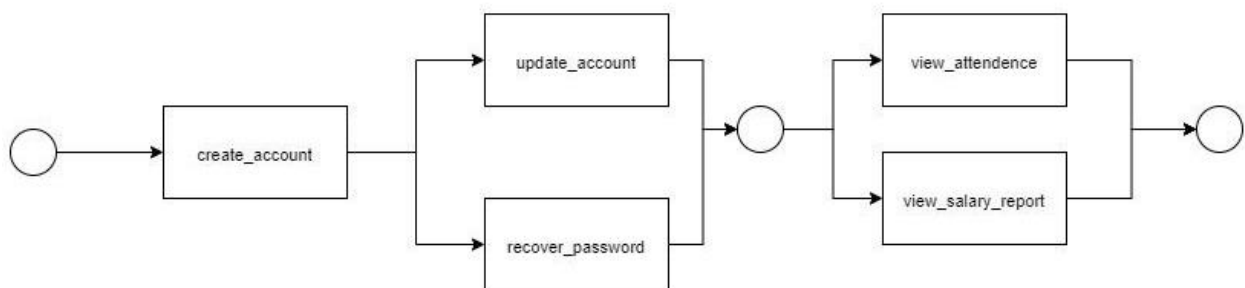 create_account
update_account
recover_password
view_attendence
view_salary_report